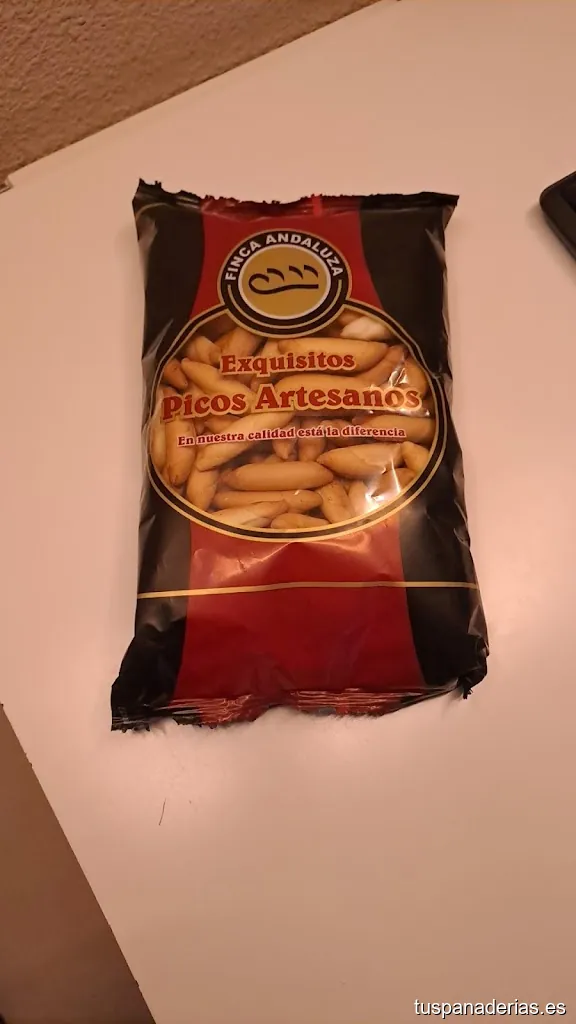 FINCA ANDALUZA
Exquisitos
Picos Artesanos
En nuestra calidad está la diferencia
tuspanaderias.es